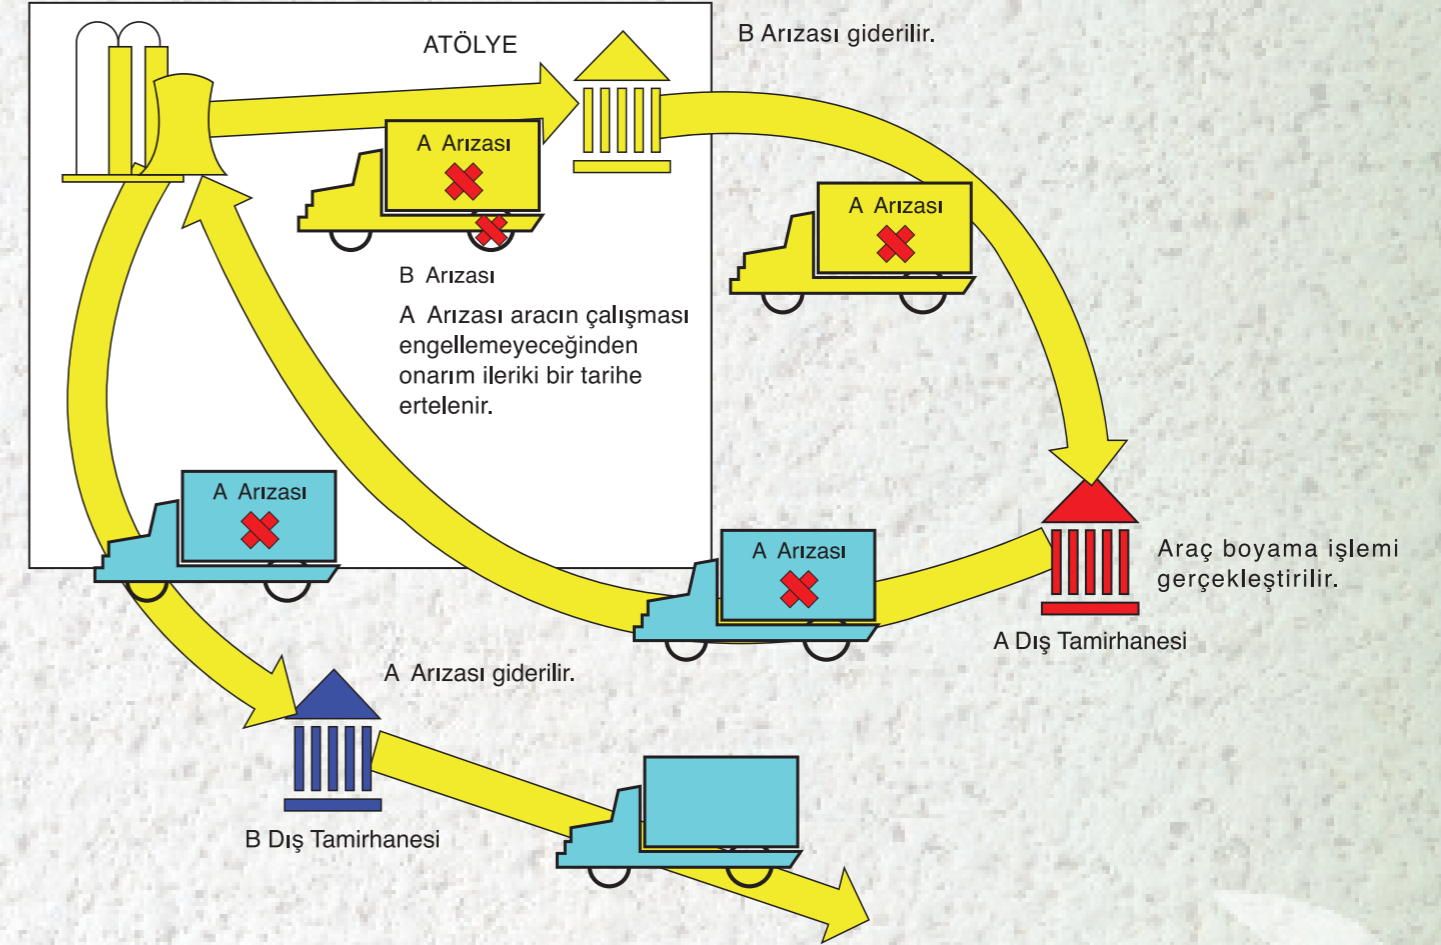 ATÖLYE
B Arızası giderilir.
A Arızası
A Arızası
B Arızası
A Arızası aracın çalışması
engellemeyeceğinden
onarım ileriki bir tarihe
ertelenir.
A Arızası
A Arızası
Araç boyama işlemi
gerçekleştirilir.
A Dış Tamirhanesi
A Arızası giderilir.
B Dış Tamirhanesi